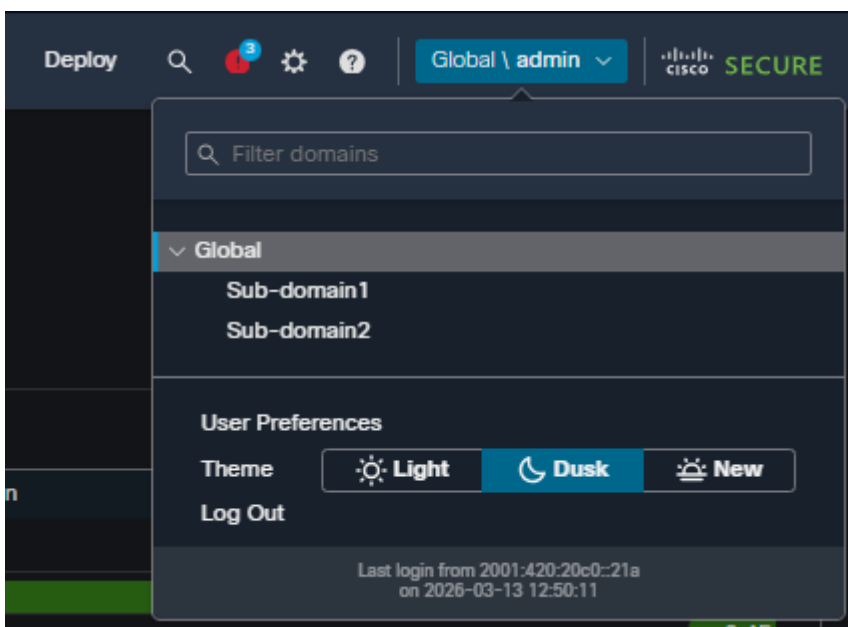 Deploy
3
?
Global \ admin
CISCO SECURE
Filter domains
Global
Sub-domain1
Sub-domain2
User Preferences
Theme
Light
Dusk
New
Log Out
n
Last login from 2001:420:20c0::21a
on 2026-03-13 12:50:11